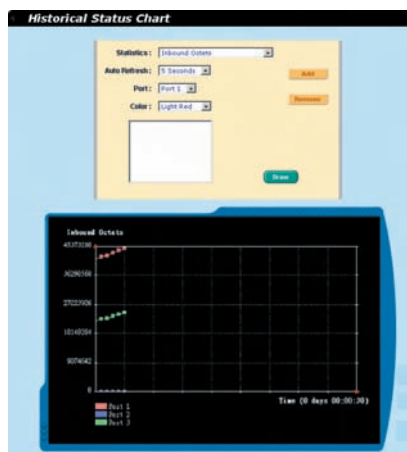 Historical Status Chart
Statistics : Inbound Octets
Auto Refresh : 5 Seconds
Add
Port : Port 1
Remove
Color : Light Red
Draw
Inbound Octets
0
Time (0 days 00:00:30)
Port 1
Port 2
Port 3